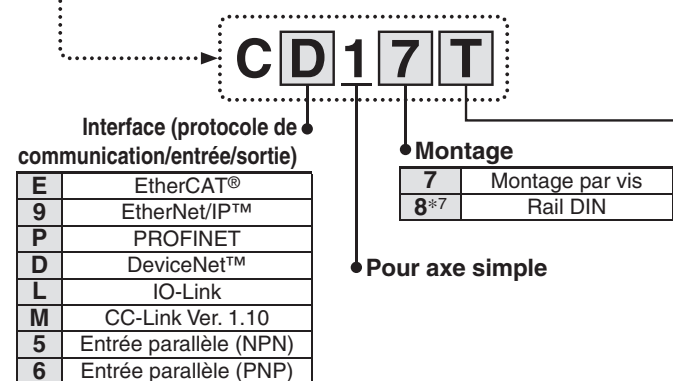 CD17T
Interface (protocole de
communication/entrée/sortie)
E EtherCAT®
9 EtherNet/IP™
P PROFINET
D DeviceNet™
L IO-Link
M CC-Link Ver. 1.10
5 Entrée parallèle (NPN)
6 Entrée parallèle (PNP)
Montage
7 Montage par vis
8*7 Rail DIN
Pour axe simple